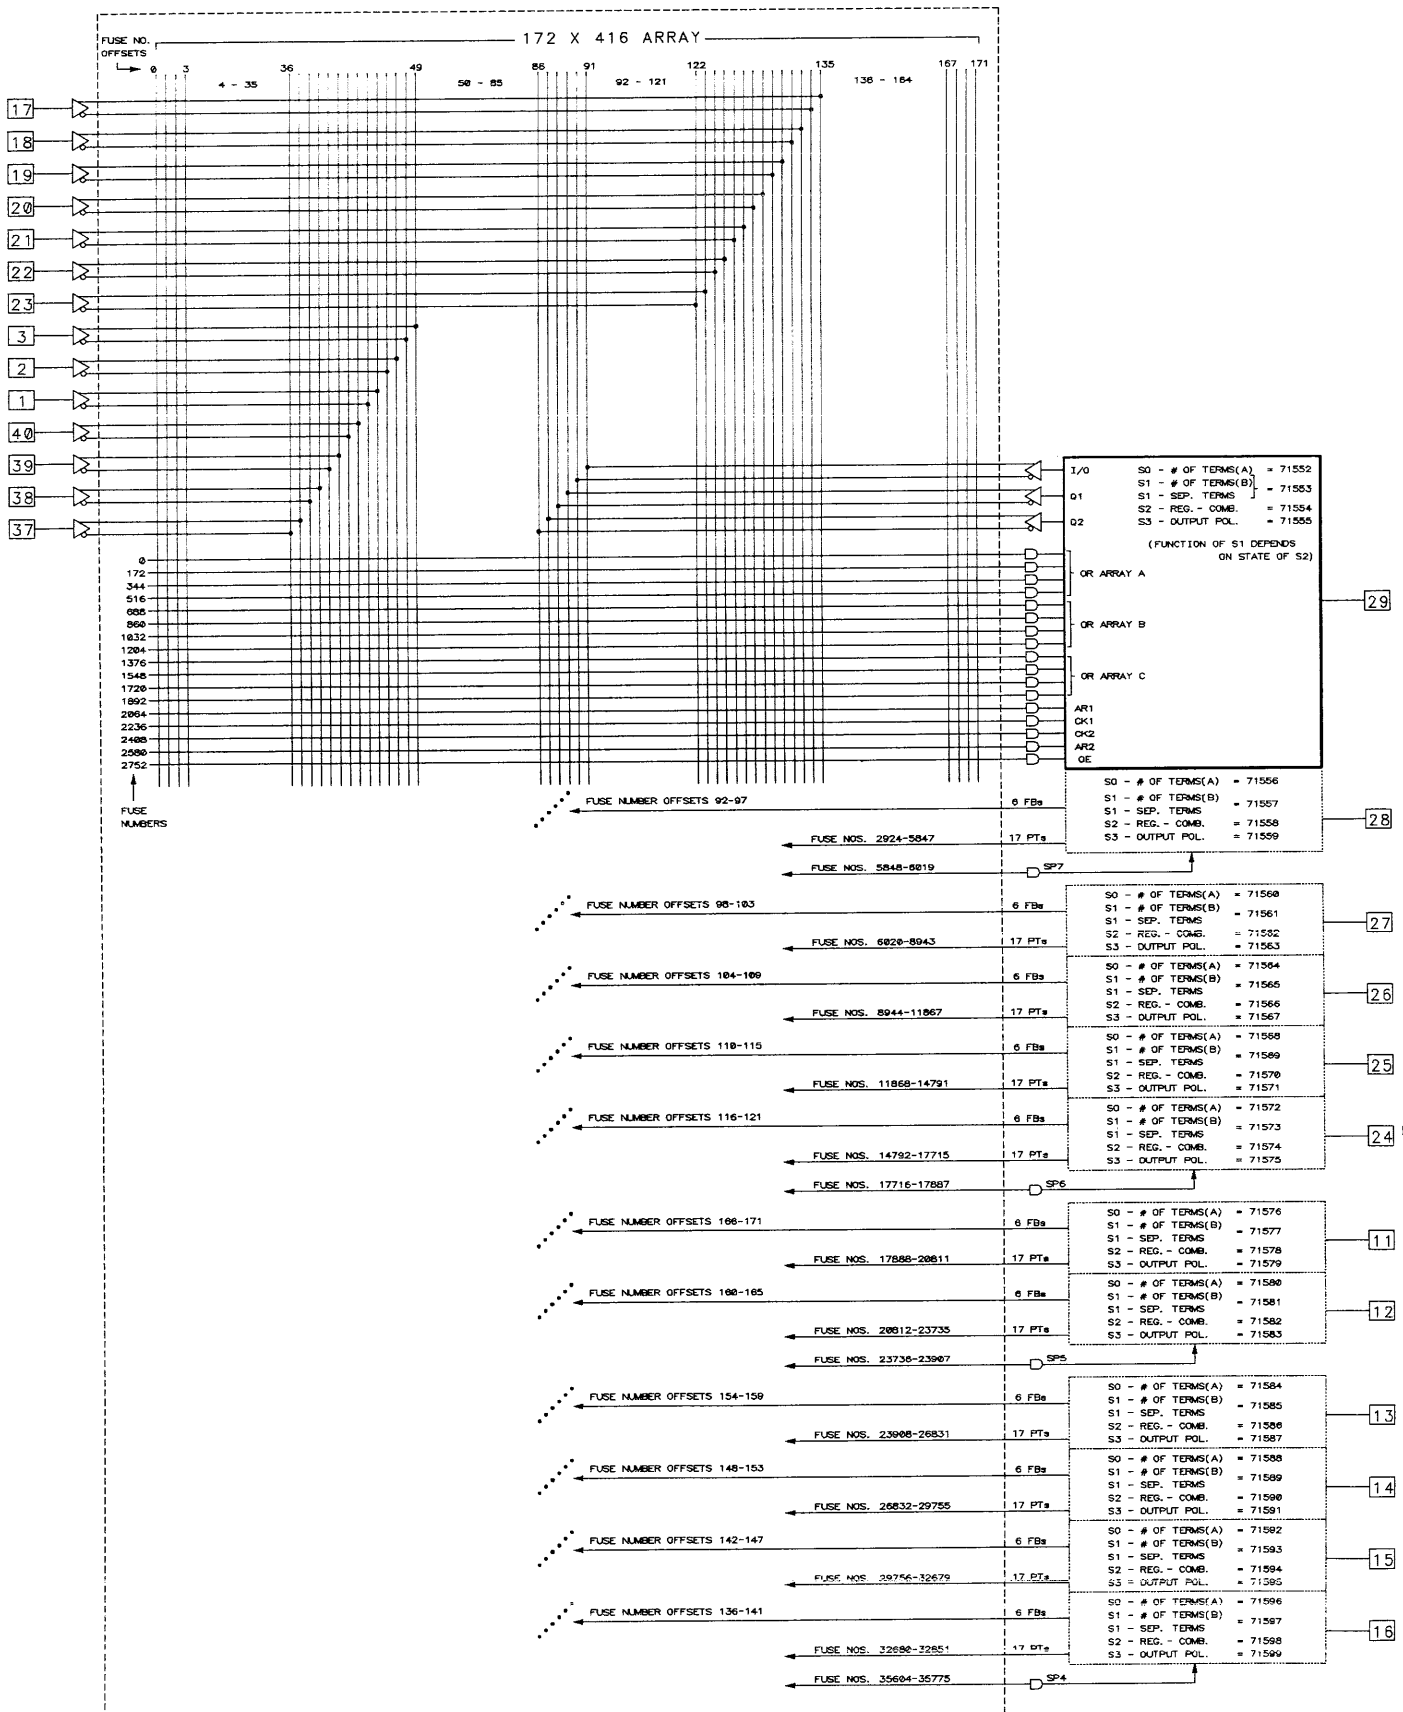 172 X 416 ARRAY
FUSE NO.
OFFSETS
0 3 36 49 86 91 122 135 167 171
4 - 35 50 - 85 92 - 121 136 - 164
17
18
19
20
21
22
23
3
2
1
40
39
38
37
I/O
Q1
Q2
S0 - # OF TERMS(A) = 71552
S1 - # OF TERMS(B)
S1 - SEP. TERMS = 71553
S2 - REG. - COMB. = 71554
S3 - OUTPUT POL. = 71555
(FUNCTION OF S1 DEPENDS
ON STATE OF S2)
29
0
172
344
516
688
860
1032
1204
1376
1548
1720
1892
2064
2236
2408
2580
2752
OR ARRAY A
OR ARRAY B
OR ARRAY C
AR1
CK1
CK2
AR2
OE
FUSE
NUMBERS
FUSE NUMBER OFFSETS 92-97 6 FBs
FUSE NOS. 2924-5847 17 PTs
S0 - # OF TERMS(A) = 71556
S1 - # OF TERMS(B)
S1 - SEP. TERMS = 71557
S2 - REG. - COMB. = 71558
S3 - OUTPUT POL. = 71559
28
FUSE NOS. 5848-6019 SP7
FUSE NUMBER OFFSETS 98-103 6 FBs
FUSE NOS. 6020-8943 17 PTs
S0 - # OF TERMS(A) = 71560
S1 - # OF TERMS(B)
S1 - SEP. TERMS = 71561
S2 - REG. - COMB. = 71562
S3 - OUTPUT POL. = 71563
27
FUSE NUMBER OFFSETS 104-109 6 FBs
FUSE NOS. 8944-11867 17 PTs
S0 - # OF TERMS(A) = 71564
S1 - # OF TERMS(B)
S1 - SEP. TERMS = 71565
S2 - REG. - COMB. = 71566
S3 - OUTPUT POL. = 71567
26
FUSE NUMBER OFFSETS 110-115 6 FBs
FUSE NOS. 11868-14791 17 PTs
S0 - # OF TERMS(A) = 71568
S1 - # OF TERMS(B)
S1 - SEP. TERMS = 71569
S2 - REG. - COMB. = 71570
S3 - OUTPUT POL. = 71571
25
FUSE NUMBER OFFSETS 116-121 6 FBs
FUSE NOS. 14792-17715 17 PTs
S0 - # OF TERMS(A) = 71572
S1 - # OF TERMS(B)
S1 - SEP. TERMS = 71573
S2 - REG. - COMB. = 71574
S3 - OUTPUT POL. = 71575
24
FUSE NOS. 17716-17887 SP6
FUSE NUMBER OFFSETS 166-171 6 FBs
FUSE NOS. 17888-20811 17 PTs
S0 - # OF TERMS(A) = 71576
S1 - # OF TERMS(B)
S1 - SEP. TERMS = 71577
S2 - REG. - COMB. = 71578
S3 - OUTPUT POL. = 71579
11
FUSE NUMBER OFFSETS 160-165 6 FBs
FUSE NOS. 20812-23735 17 PTs
S0 - # OF TERMS(A) = 71580
S1 - # OF TERMS(B)
S1 - SEP. TERMS = 71581
S2 - REG. - COMB. = 71582
S3 - OUTPUT POL. = 71583
12
FUSE NOS. 23736-23907 SP5
FUSE NUMBER OFFSETS 154-159 6 FBs
FUSE NOS. 23908-26831 17 PTs
S0 - # OF TERMS(A) = 71584
S1 - # OF TERMS(B)
S1 - SEP. TERMS = 71585
S2 - REG. - COMB. = 71586
S3 - OUTPUT POL. = 71587
13
FUSE NUMBER OFFSETS 148-153 6 FBs
FUSE NOS. 26832-29755 17 PTs
S0 - # OF TERMS(A) = 71588
S1 - # OF TERMS(B)
S1 - SEP. TERMS = 71589
S2 - REG. - COMB. = 71590
S3 - OUTPUT POL. = 71591
14
FUSE NUMBER OFFSETS 142-147 6 FBs
FUSE NOS. 29756-32679 17 PTs
S0 - # OF TERMS(A) = 71592
S1 - # OF TERMS(B)
S1 - SEP. TERMS = 71593
S2 - REG. - COMB. = 71594
S3 - OUTPUT POL. = 71595
15
FUSE NUMBER OFFSETS 136-141 6 FBs
FUSE NOS. 32680-32851 17 PTs
S0 - # OF TERMS(A) = 71596
S1 - # OF TERMS(B)
S1 - SEP. TERMS = 71597
S2 - REG. - COMB. = 71598
S3 - OUTPUT POL. = 71599
16
FUSE NOS. 35604-35775 SP4